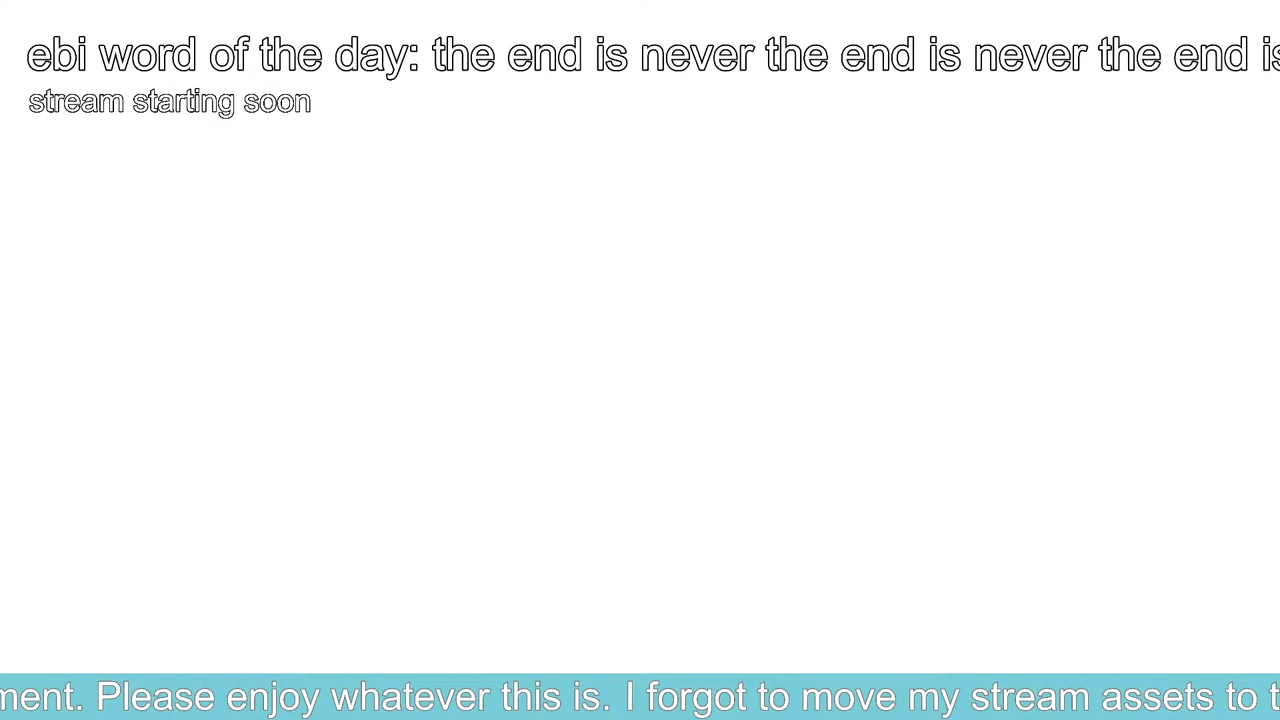 ebi word of the day: the end is never the end is never the end is
stream starting soon
ment. Please enjoy whatever this is. I forgot to move my stream assets to t